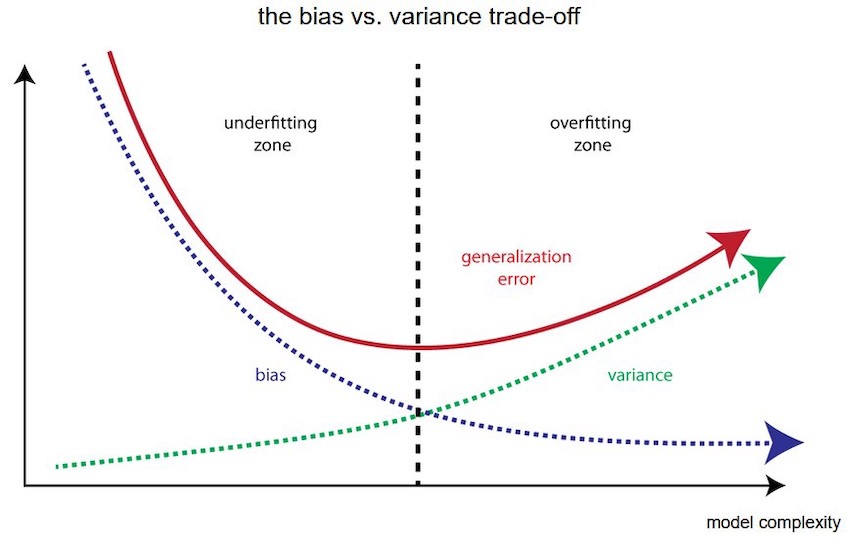 the bias vs. variance trade-off
underfitting
zone
overfitting
zone
generalization
error
bias
variance
model complexity